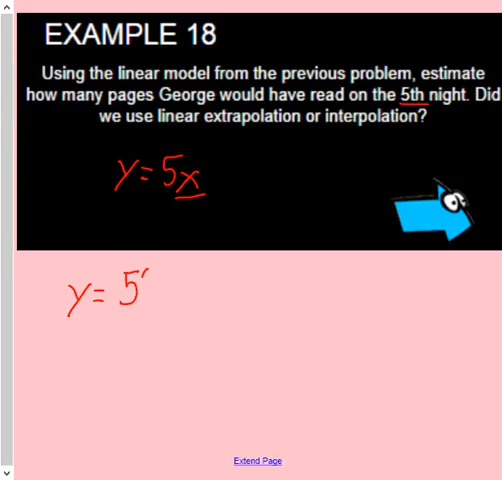 EXAMPLE 18
Using the linear model from the previous problem, estimate
how many pages George would have read on the 5th night. Did
we use linear extrapolation or interpolation?
y = 5x
y = 5(
Extend Page